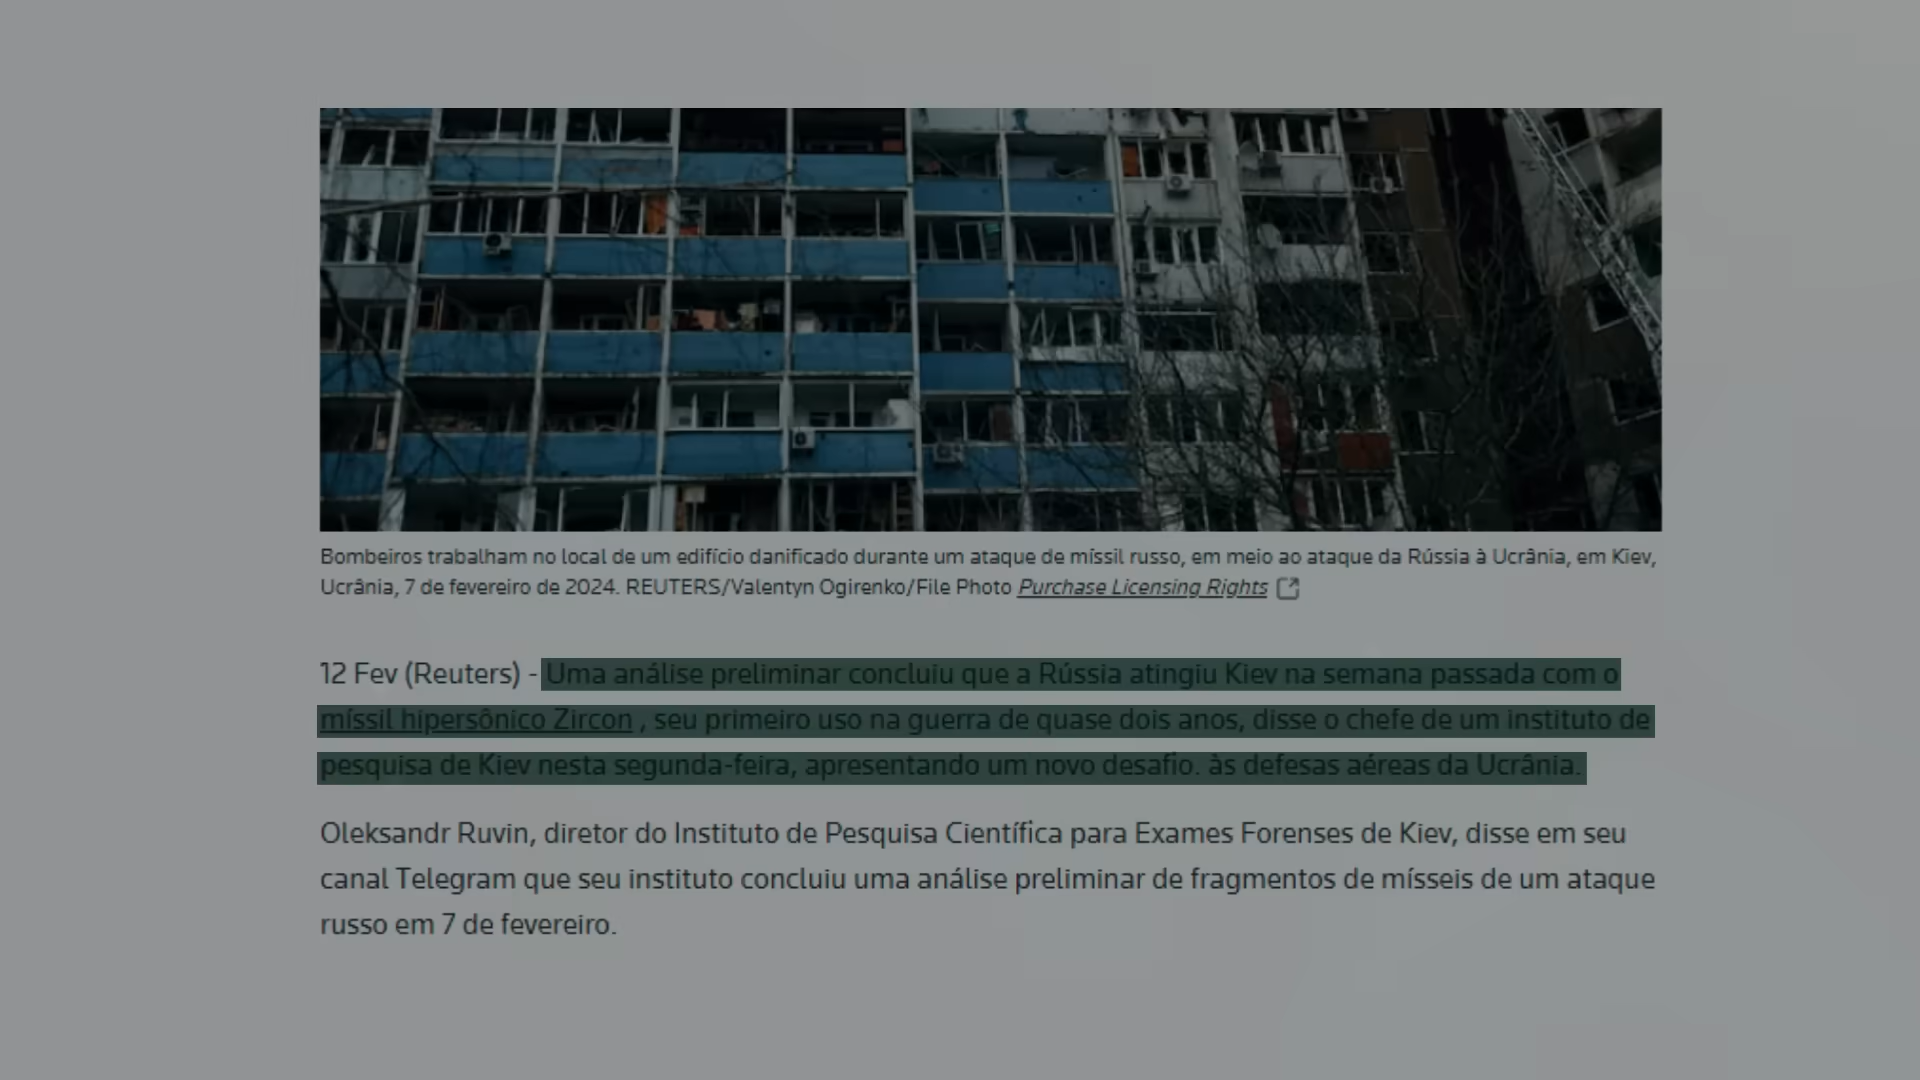 Bombeiros trabalham no local de um edifício danificado durante um ataque de míssil russo, em meio ao ataque da Rússia à Ucrânia, em Kiev,
Ucrânia, 7 de fevereiro de 2024. REUTERS/Valentyn Ogirenko/File Photo Purchase Licensing Rights
12 Fev (Reuters) - Uma análise preliminar concluiu que a Rússia atingiu Kiev na semana passada com o
míssil hipersônico Zircon , seu primeiro uso na guerra de quase dois anos, disse o chefe de um instituto de
pesquisa de Kiev nesta segunda-feira, apresentando um novo desafio. às defesas aéreas da Ucrânia.
Oleksandr Ruvin, diretor do Instituto de Pesquisa Científica para Exames Forenses de Kiev, disse em seu
canal Telegram que seu instituto concluiu uma análise preliminar de fragmentos de mísseis de um ataque
russo em 7 de fevereiro.